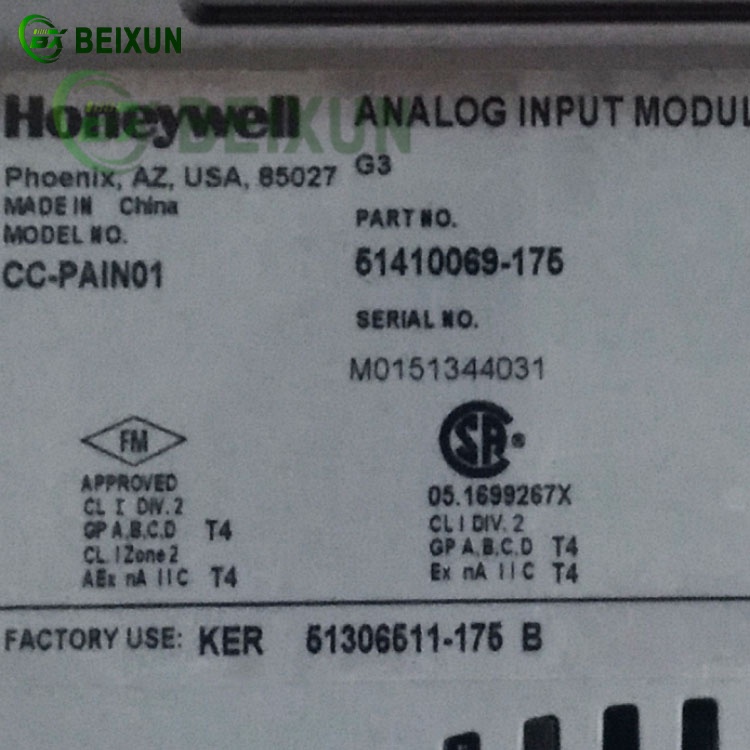 BEIXUN
BEIXUN
Honeywell
Phoenix, AZ, USA, 85027
MADE IN China
MODEL NO.
CC-PAIN01
ANALOG INPUT MODUL
G3
PART NO.
51410069-175
SERIAL NO.
M0151344031
FM
APPROVED
CL I DIV. 2
GP A,B,C,D T4
CL I Zone 2
AEx nA IIC T4
SA
05.1699267X
CL I DIV. 2
GP A,B,C,D T4
Ex nA IIC T4
FACTORY USE: KER 51306511-175 B